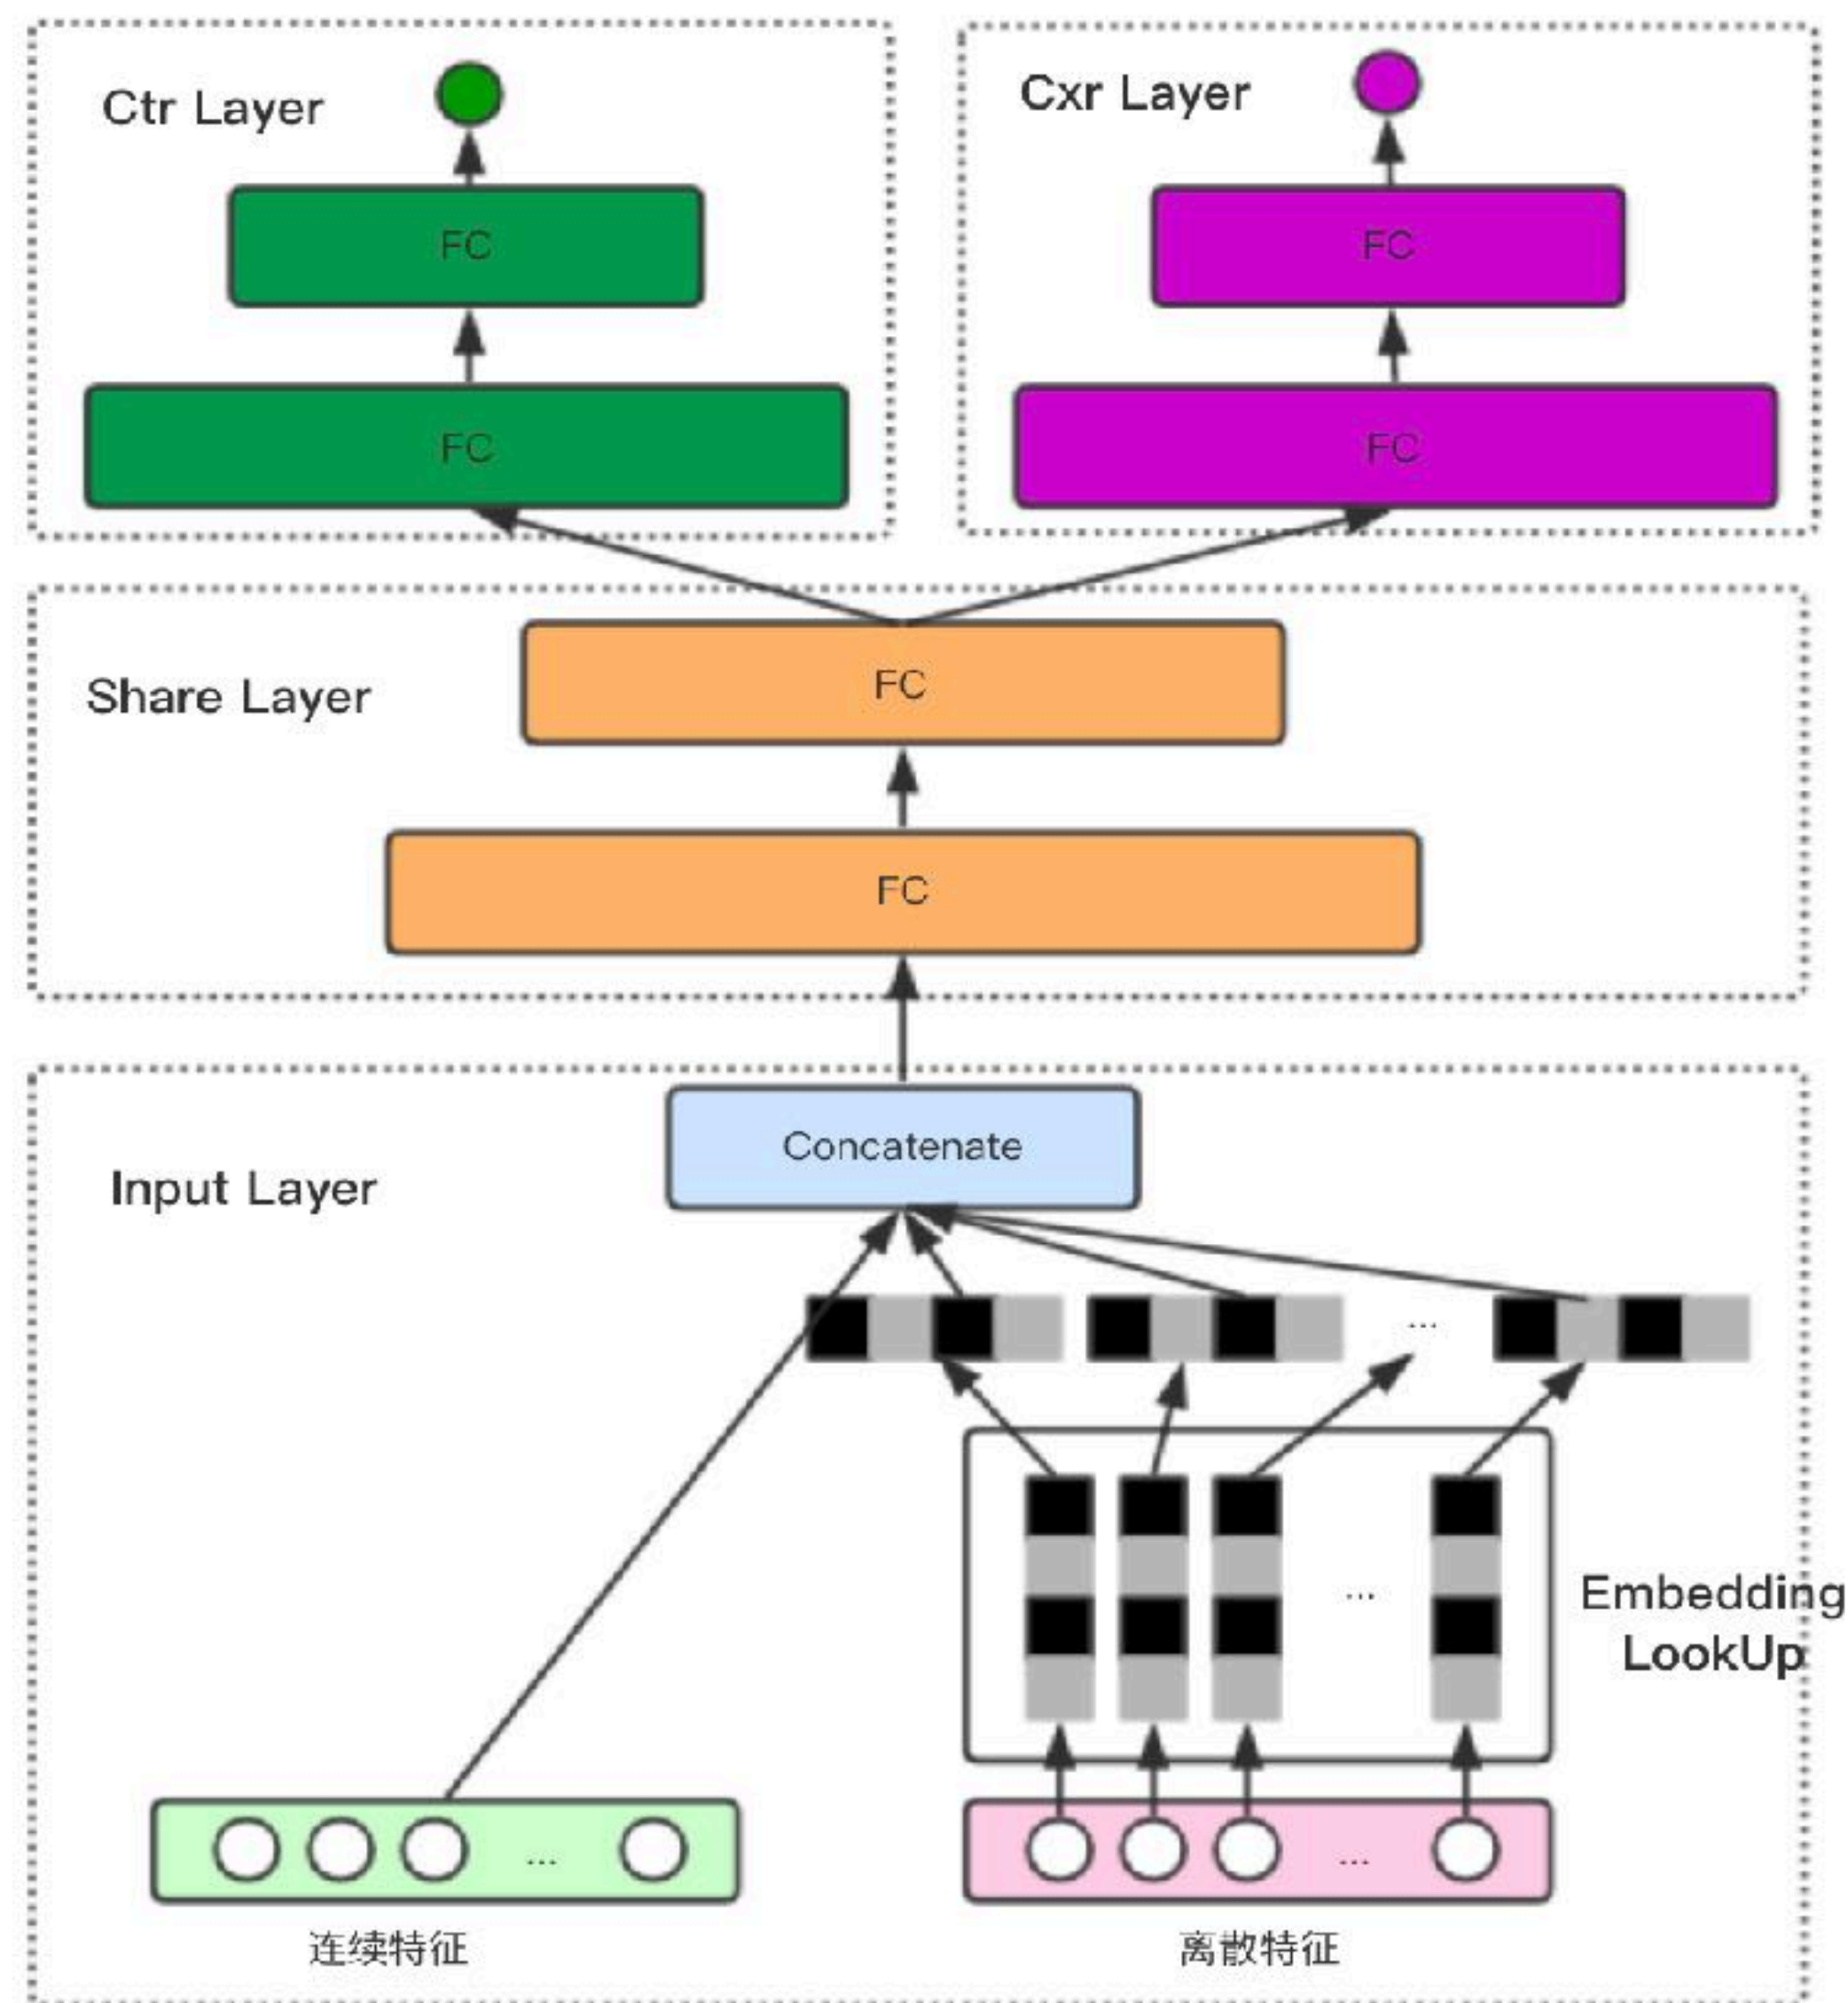 Ctr Layer
Cxr Layer
FC
FC
FC
FC
Share Layer
FC
FC
Input Layer
Concatenate
...
...
Embedding
LookUp
...
...
连续特征
离散特征